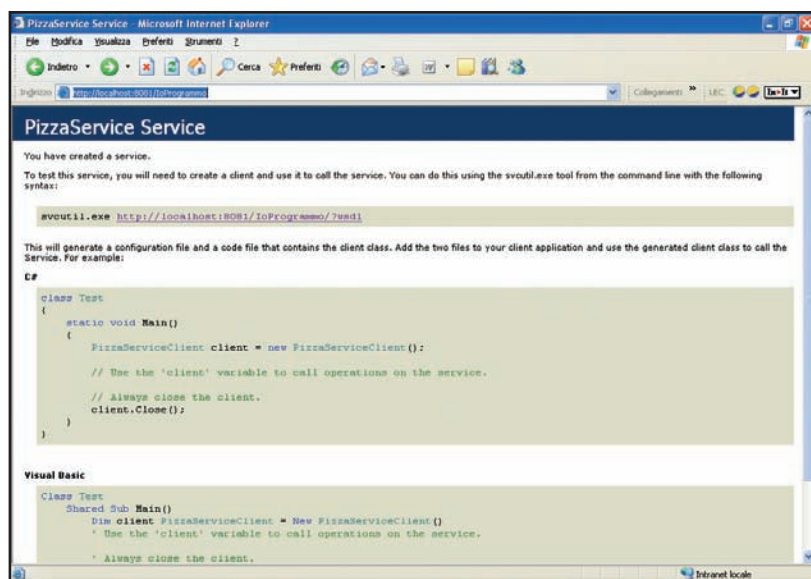 PizzaService Service - Microsoft Internet Explorer
File Modifica Visualizza Preferiti Strumenti ?
Indietro Cerca Preferiti
Indirizzo http://localhost:8081/IoProgrammo Collegamenti » LEC In>It
PizzaService Service
You have created a service.
To test this service, you will need to create a client and use it to call the service. You can do this using the svcutil.exe tool from the command line with the following
syntax:
svcutil.exe http://localhost:8081/IoProgrammo/?wsdl
This will generate a configuration file and a code file that contains the client class. Add the two files to your client application and use the generated client class to call the
Service. For example:
C#
class Test
{
static void Main()
{
PizzaServiceClient client = new PizzaServiceClient();
// Use the 'client' variable to call operations on the service.
// Always close the client.
client.Close();
}
}
Visual Basic
Class Test
Shared Sub Main()
Dim client PizzaServiceClient = New PizzaServiceClient()
' Use the 'client' variable to call operations on the service.
' Always close the client.
Intranet locale